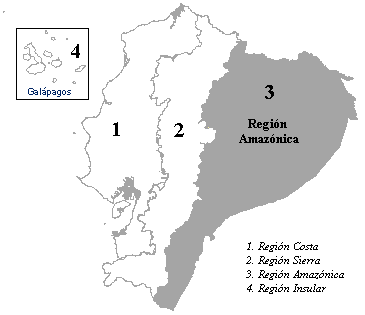 4
Galápagos
3
Región
Amazónica
1
2
1. Región Costa
2. Región Sierra
3. Región Amazónica
4. Región Insular